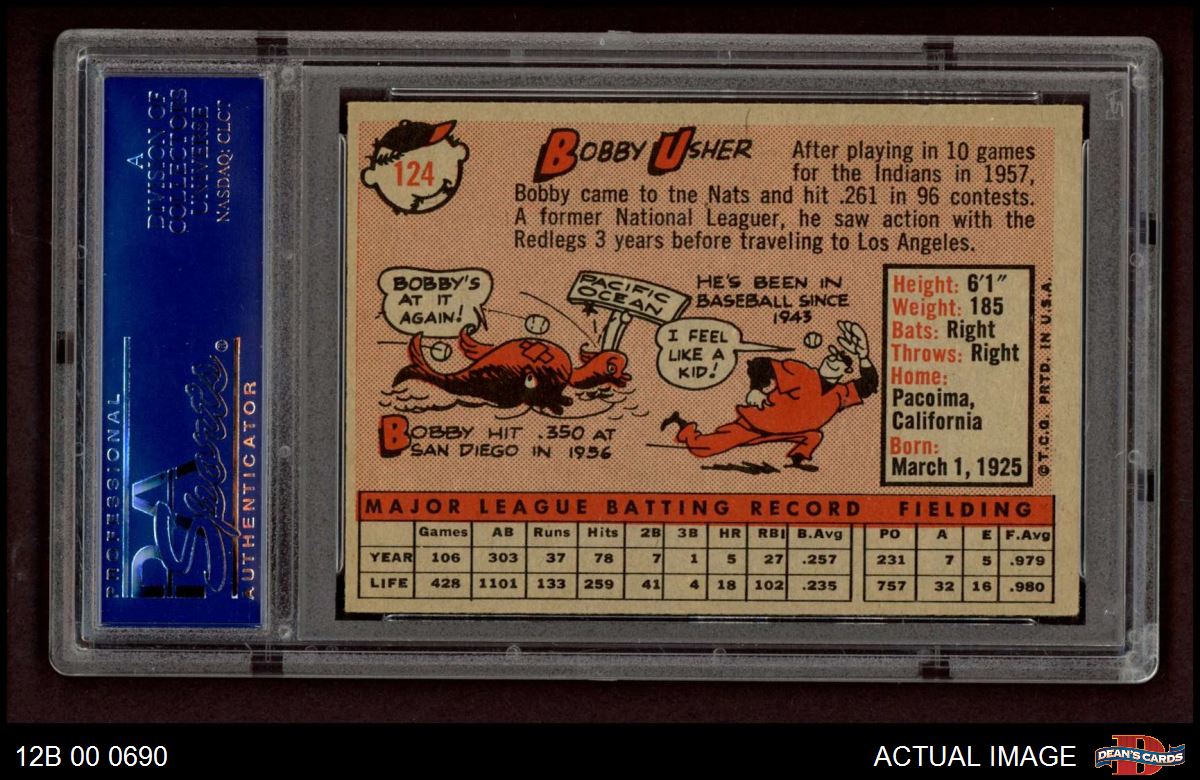 A
DIVISION OF
COLLECTORS
UNIVERSE
NASDAQ: CLCT
PROFESSIONAL
PSA
Sports
®
AUTHENTICATOR
124
BOBBY USHER
After playing in 10 games
for the Indians in 1957,
Bobby came to tne Nats and hit .261 in 96 contests.
A former National Leaguer, he saw action with the
Redlegs 3 years before traveling to Los Angeles.
BOBBY'S
AT IT
AGAIN!
PACIFIC
OCEAN
HE'S BEEN IN
BASEBALL SINCE
1943
I FEEL
LIKE A
KID!
BOBBY HIT .350 AT
SAN DIEGO IN 1956
Height: 6'1"
Weight: 185
Bats: Right
Throws: Right
Home:
Pacoima,
California
Born:
March 1, 1925
© T.C.G. PRTD. IN U.S.A.
MAJOR LEAGUE BATTING RECORD FIELDING
Games AB Runs Hits 2B 3B HR RBI B.Avg PO A E F.Avg
YEAR 106 303 37 78 7 1 5 27 .257 231 7 5 .979
LIFE 428 1101 133 259 41 4 18 102 .235 757 32 16 .980
12B 00 0690
ACTUAL IMAGE
D
DEAN'S CARDS